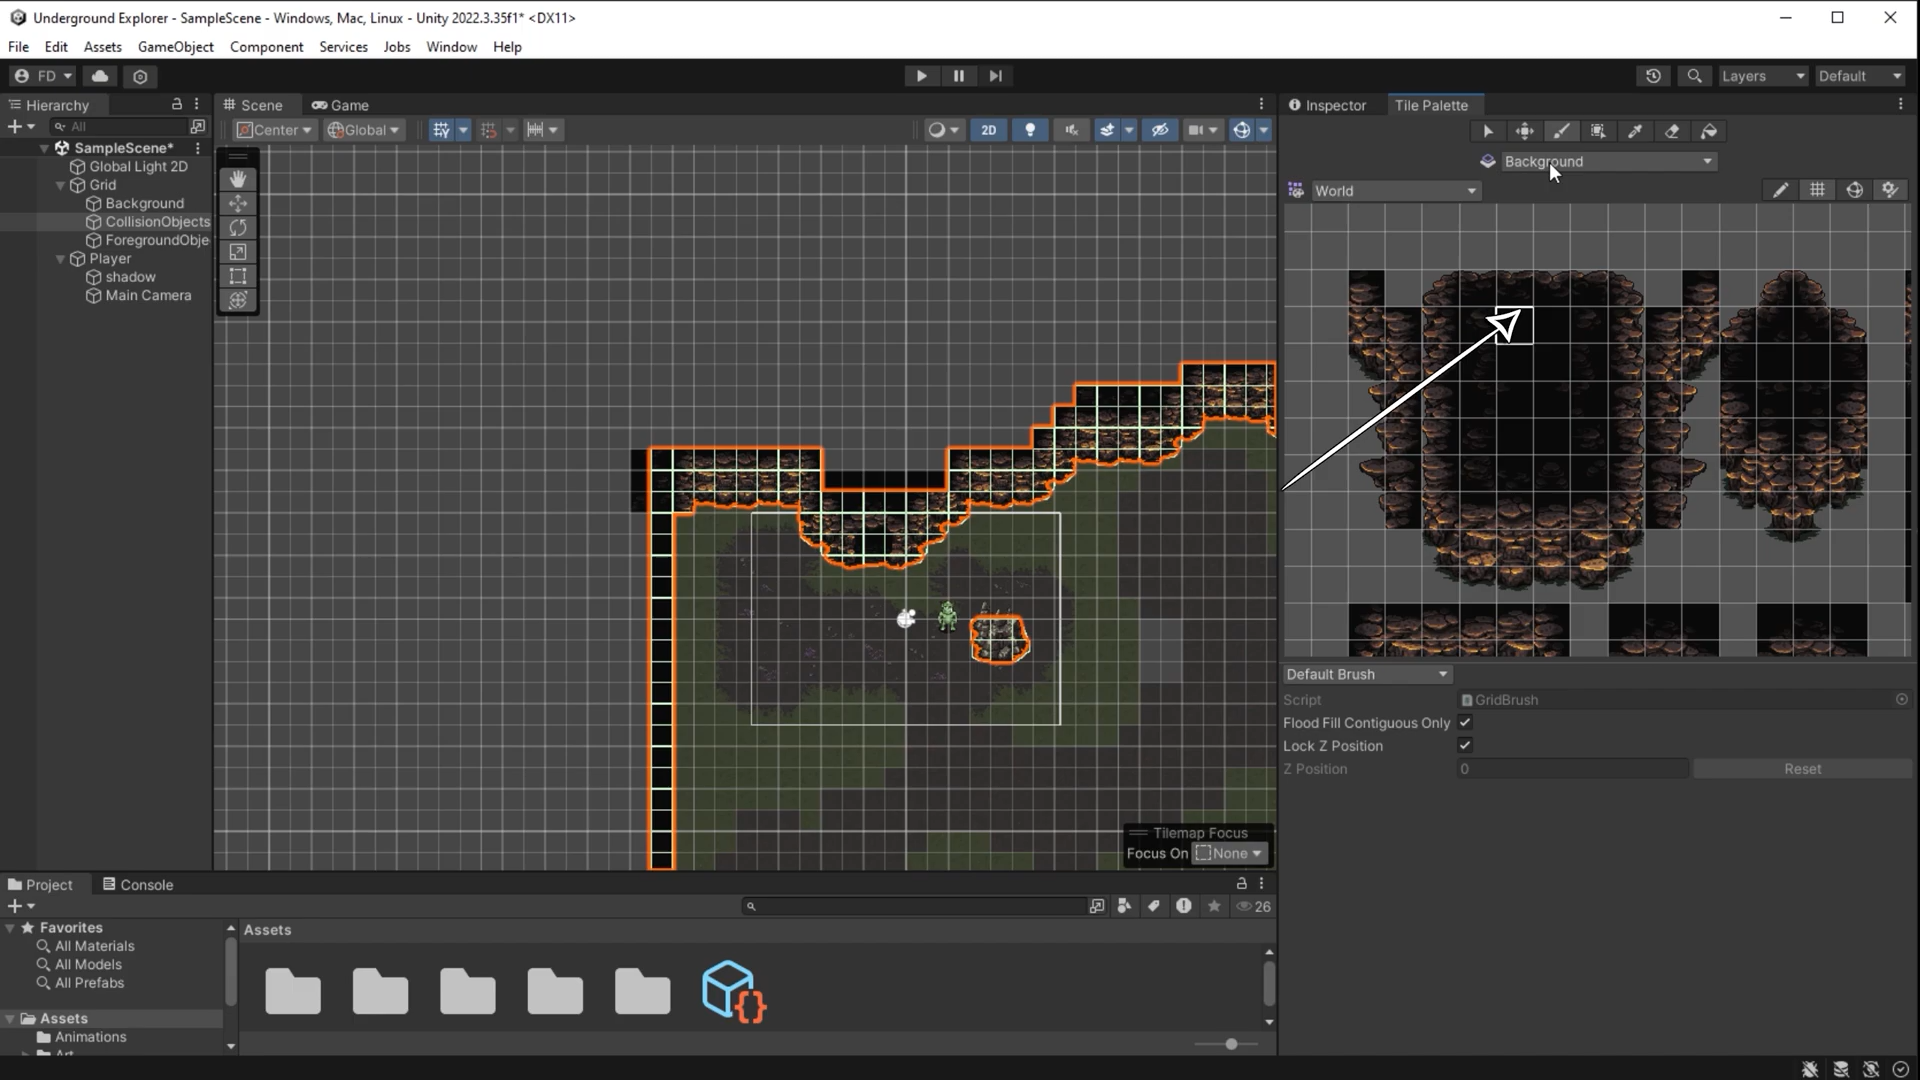 Underground Explorer - SampleScene - Windows, Mac, Linux - Unity 2022.3.35f1* <DX11>
File Edit Assets GameObject Component Services Jobs Window Help
FD Layers Default
Hierarchy
All
SampleScene*
Global Light 2D
Grid
Background
CollisionObjects
ForegroundObje
Player
shadow
Main Camera
Scene Game
Center Global 2D
Tilemap Focus
Focus On None
Inspector Tile Palette
Background
World
Default Brush
Script GridBrush
Flood Fill Contiguous Only
Lock Z Position
Z Position 0 Reset
Project Console
26
Favorites
All Materials
All Models
All Prefabs
Assets
Animations
Art
Assets